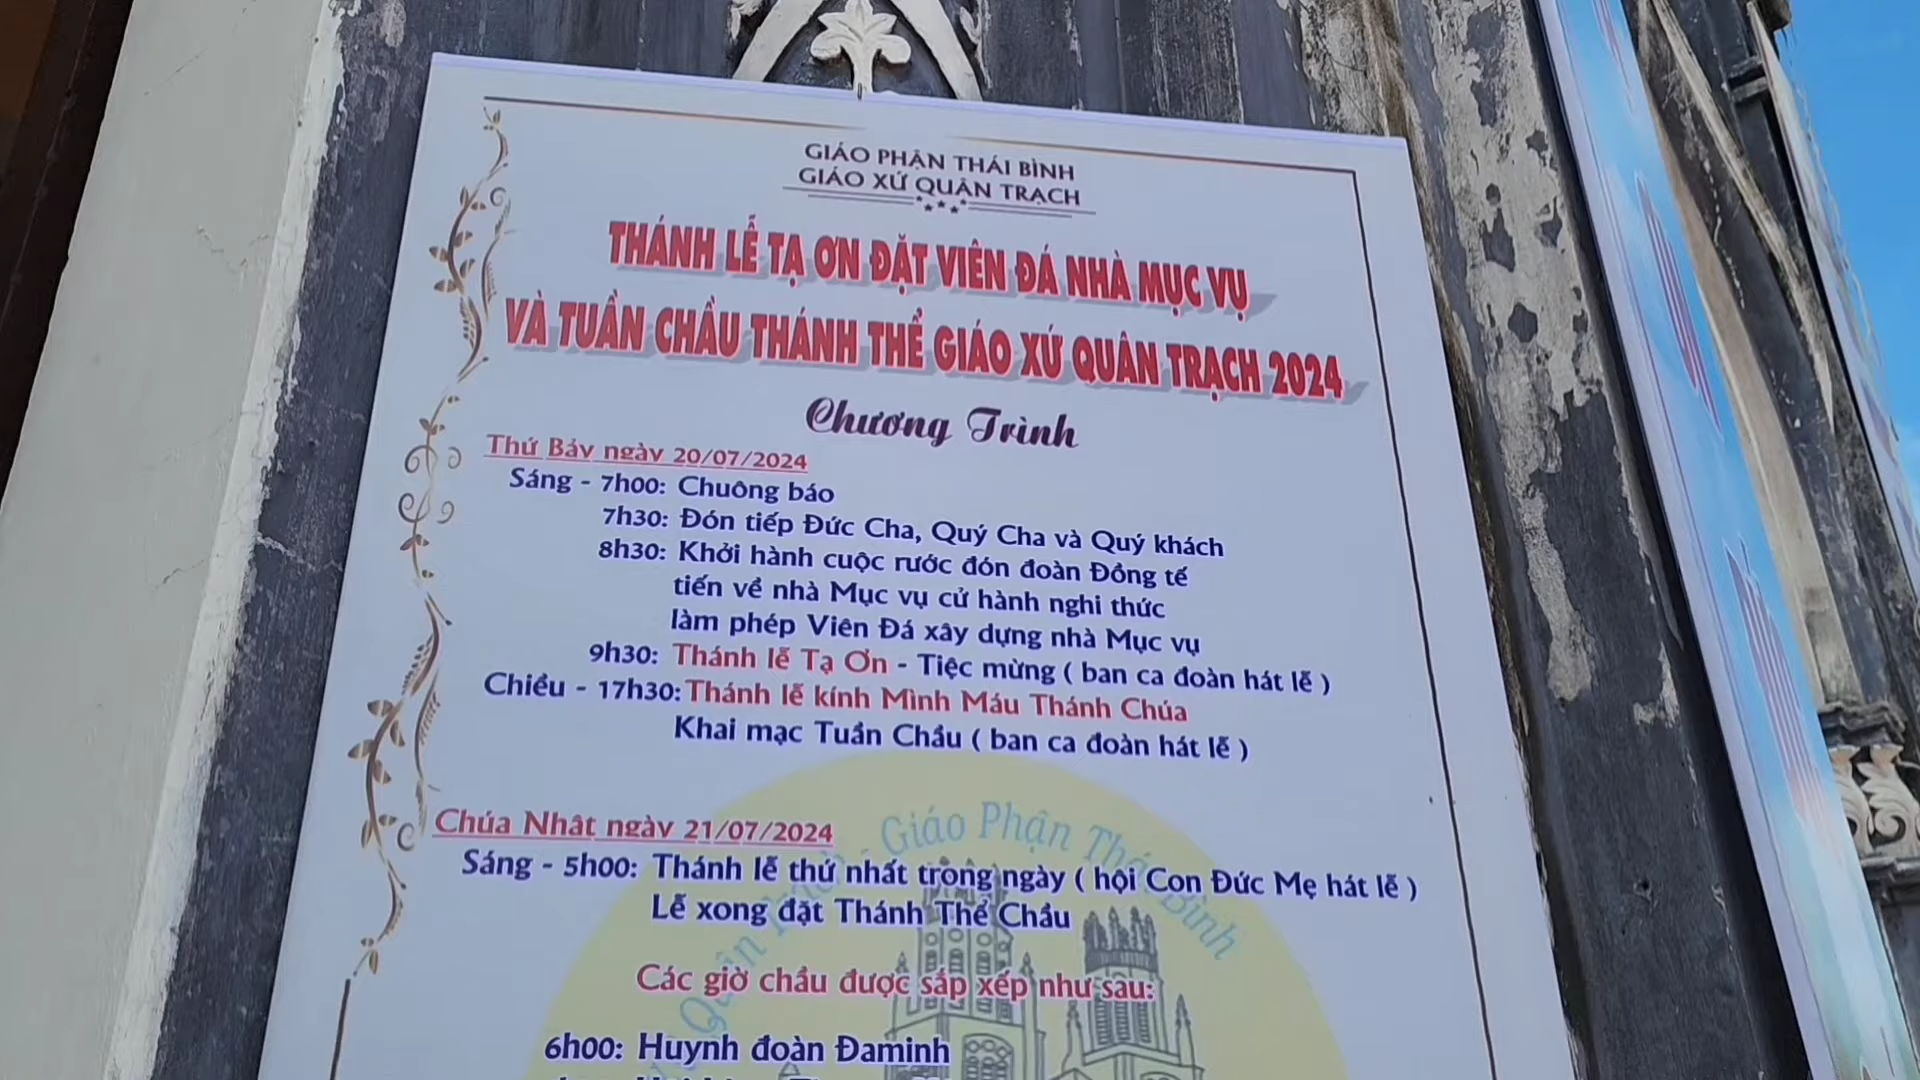 GIÁO PHẬN THÁI BÌNH
GIÁO XỨ QUÂN TRẠCH
THÁNH LỄ TẠ ƠN ĐẶT VIÊN ĐÁ NHÀ MỤC VỤ
VÀ TUẦN CHẦU THÁNH THỂ GIÁO XỨ QUÂN TRẠCH 2024
Chương Trình
Thứ Bảy ngày 20/07/2024
Sáng - 7h00: Chuông báo
7h30: Đón tiếp Đức Cha, Quý Cha và Quý khách
8h30: Khởi hành cuộc rước đón đoàn Đồng tế
tiến về nhà Mục vụ cử hành nghi thức
làm phép Viên Đá xây dựng nhà Mục vụ
9h30: Thánh lễ Tạ Ơn - Tiệc mừng ( ban ca đoàn hát lễ )
Chiều - 17h30: Thánh lễ kính Mình Máu Thánh Chúa
Khai mạc Tuần Chầu ( ban ca đoàn hát lễ )
Chúa Nhật ngày 21/07/2024
Sáng - 5h00: Thánh lễ thứ nhất trong ngày ( hội Con Đức Mẹ hát lễ )
Lễ xong đặt Thánh Thể Chầu
Giáo Phận Thái Bình
Các giờ chầu được sắp xếp như sau:
6h00: Huynh đoàn Đaminh